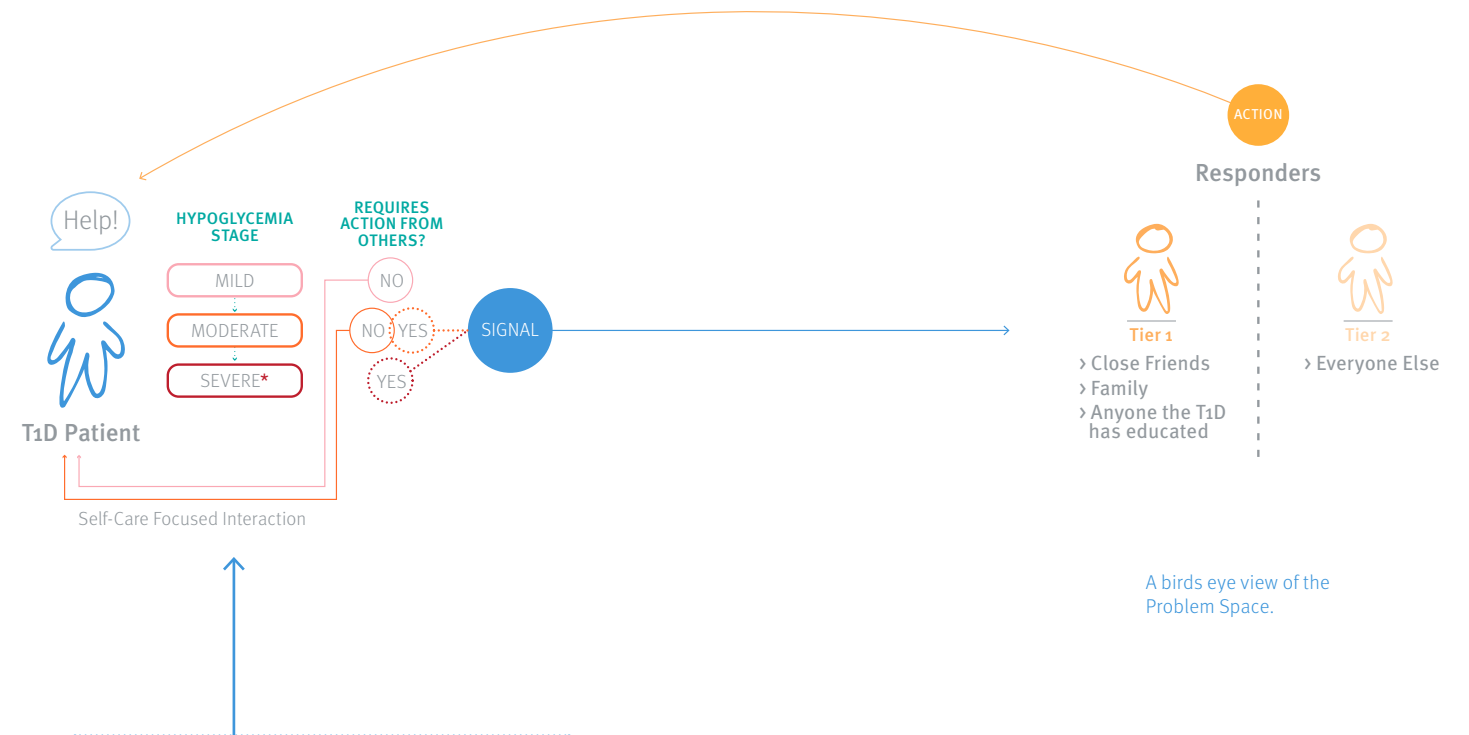 ACTION
Responders
Help!
HYPOGLYCEMIA
STAGE
REQUIRES
ACTION FROM
OTHERS?
MILD
NO
MODERATE
NO YES
SIGNAL
SEVERE*
YES
T1D Patient
Self-Care Focused Interaction
Tier 1
> Close Friends
> Family
> Anyone the T1D
has educated
Tier 2
> Everyone Else
A birds eye view of the
Problem Space.